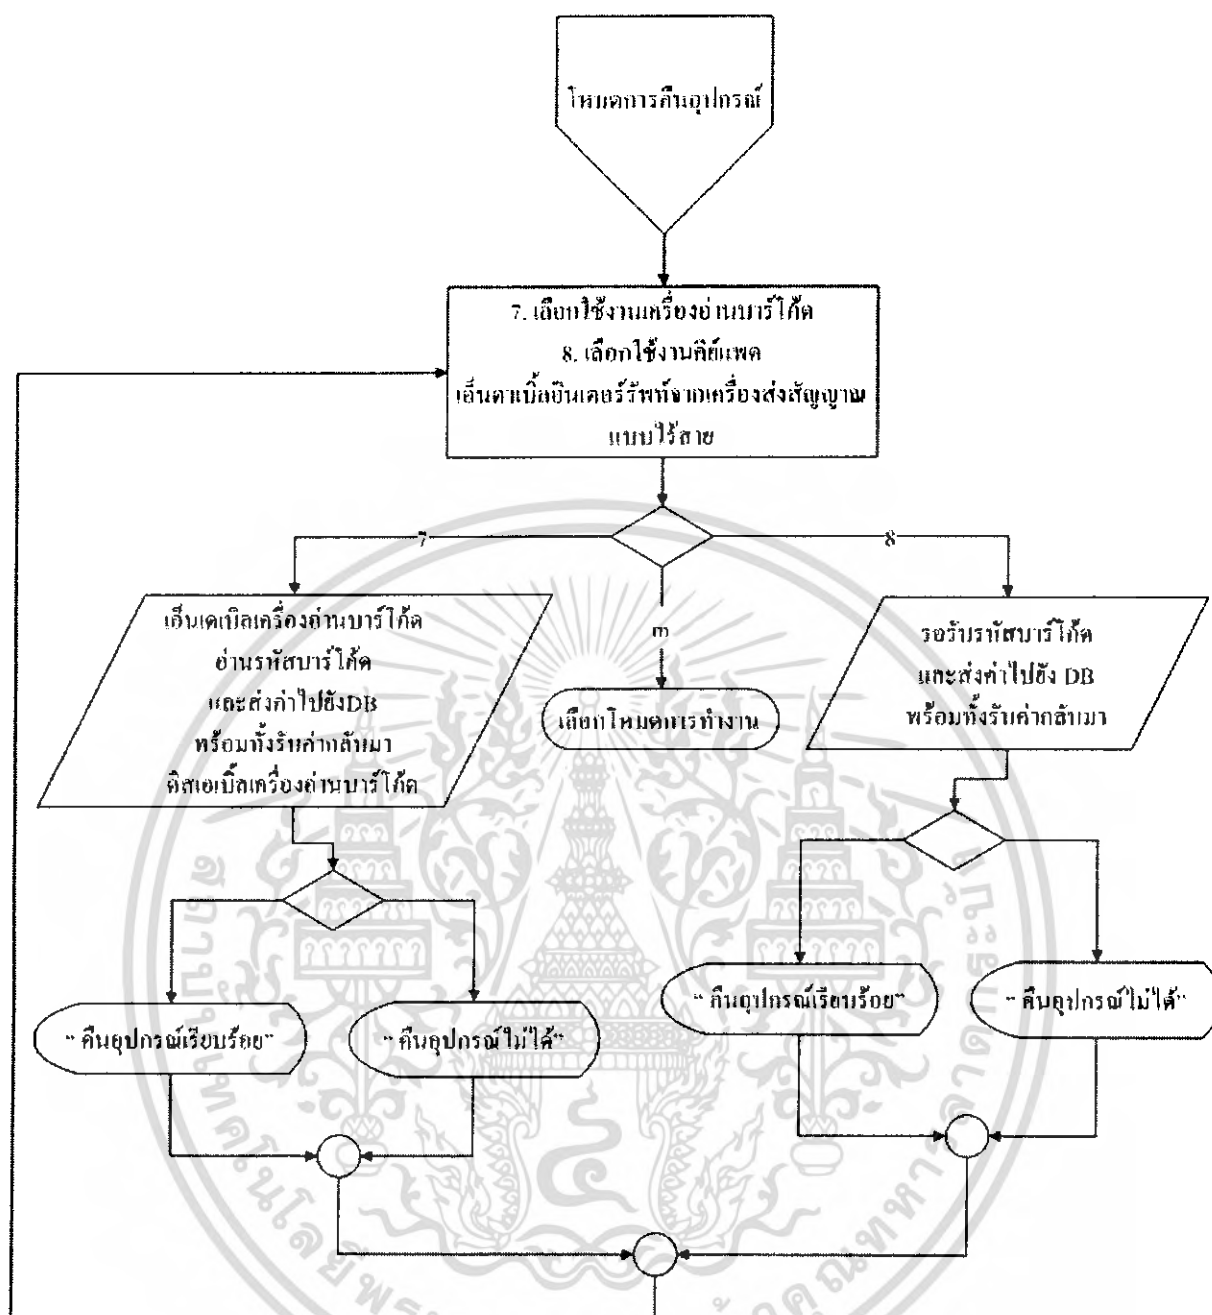 โหมดการคืนอุปกรณ์
7. เลือกใช้งานเครื่องอ่านบาร์โค้ด
8. เลือกใช้งานคีย์แพด
เอ็นดาเบิ้ลอินเตอร์รัพท์จากเครื่องส่งสัญญาณ
แบบไร้สาย
7
8
m
เอ็นเดเบิลเครื่องอ่านบาร์โค้ด
อ่านรหัสบาร์โค้ด
และส่งค่าไปยังDB
พร้อมทั้งรับค่ากลับมา
ดิสเอเบิ้ลเครื่องอ่านบาร์โค้ด
เลือกโหมดการทำงาน
รอรับรหัสบาร์โค้ด
และส่งค่าไปยัง DB
พร้อมทั้งรับค่ากลับมา
“ คืนอุปกรณ์เรียบร้อย”
“ คืนอุปกรณ์ไม่ได้”
“ คืนอุปกรณ์เรียบร้อย”
“ คืนอุปกรณ์ไม่ได้”